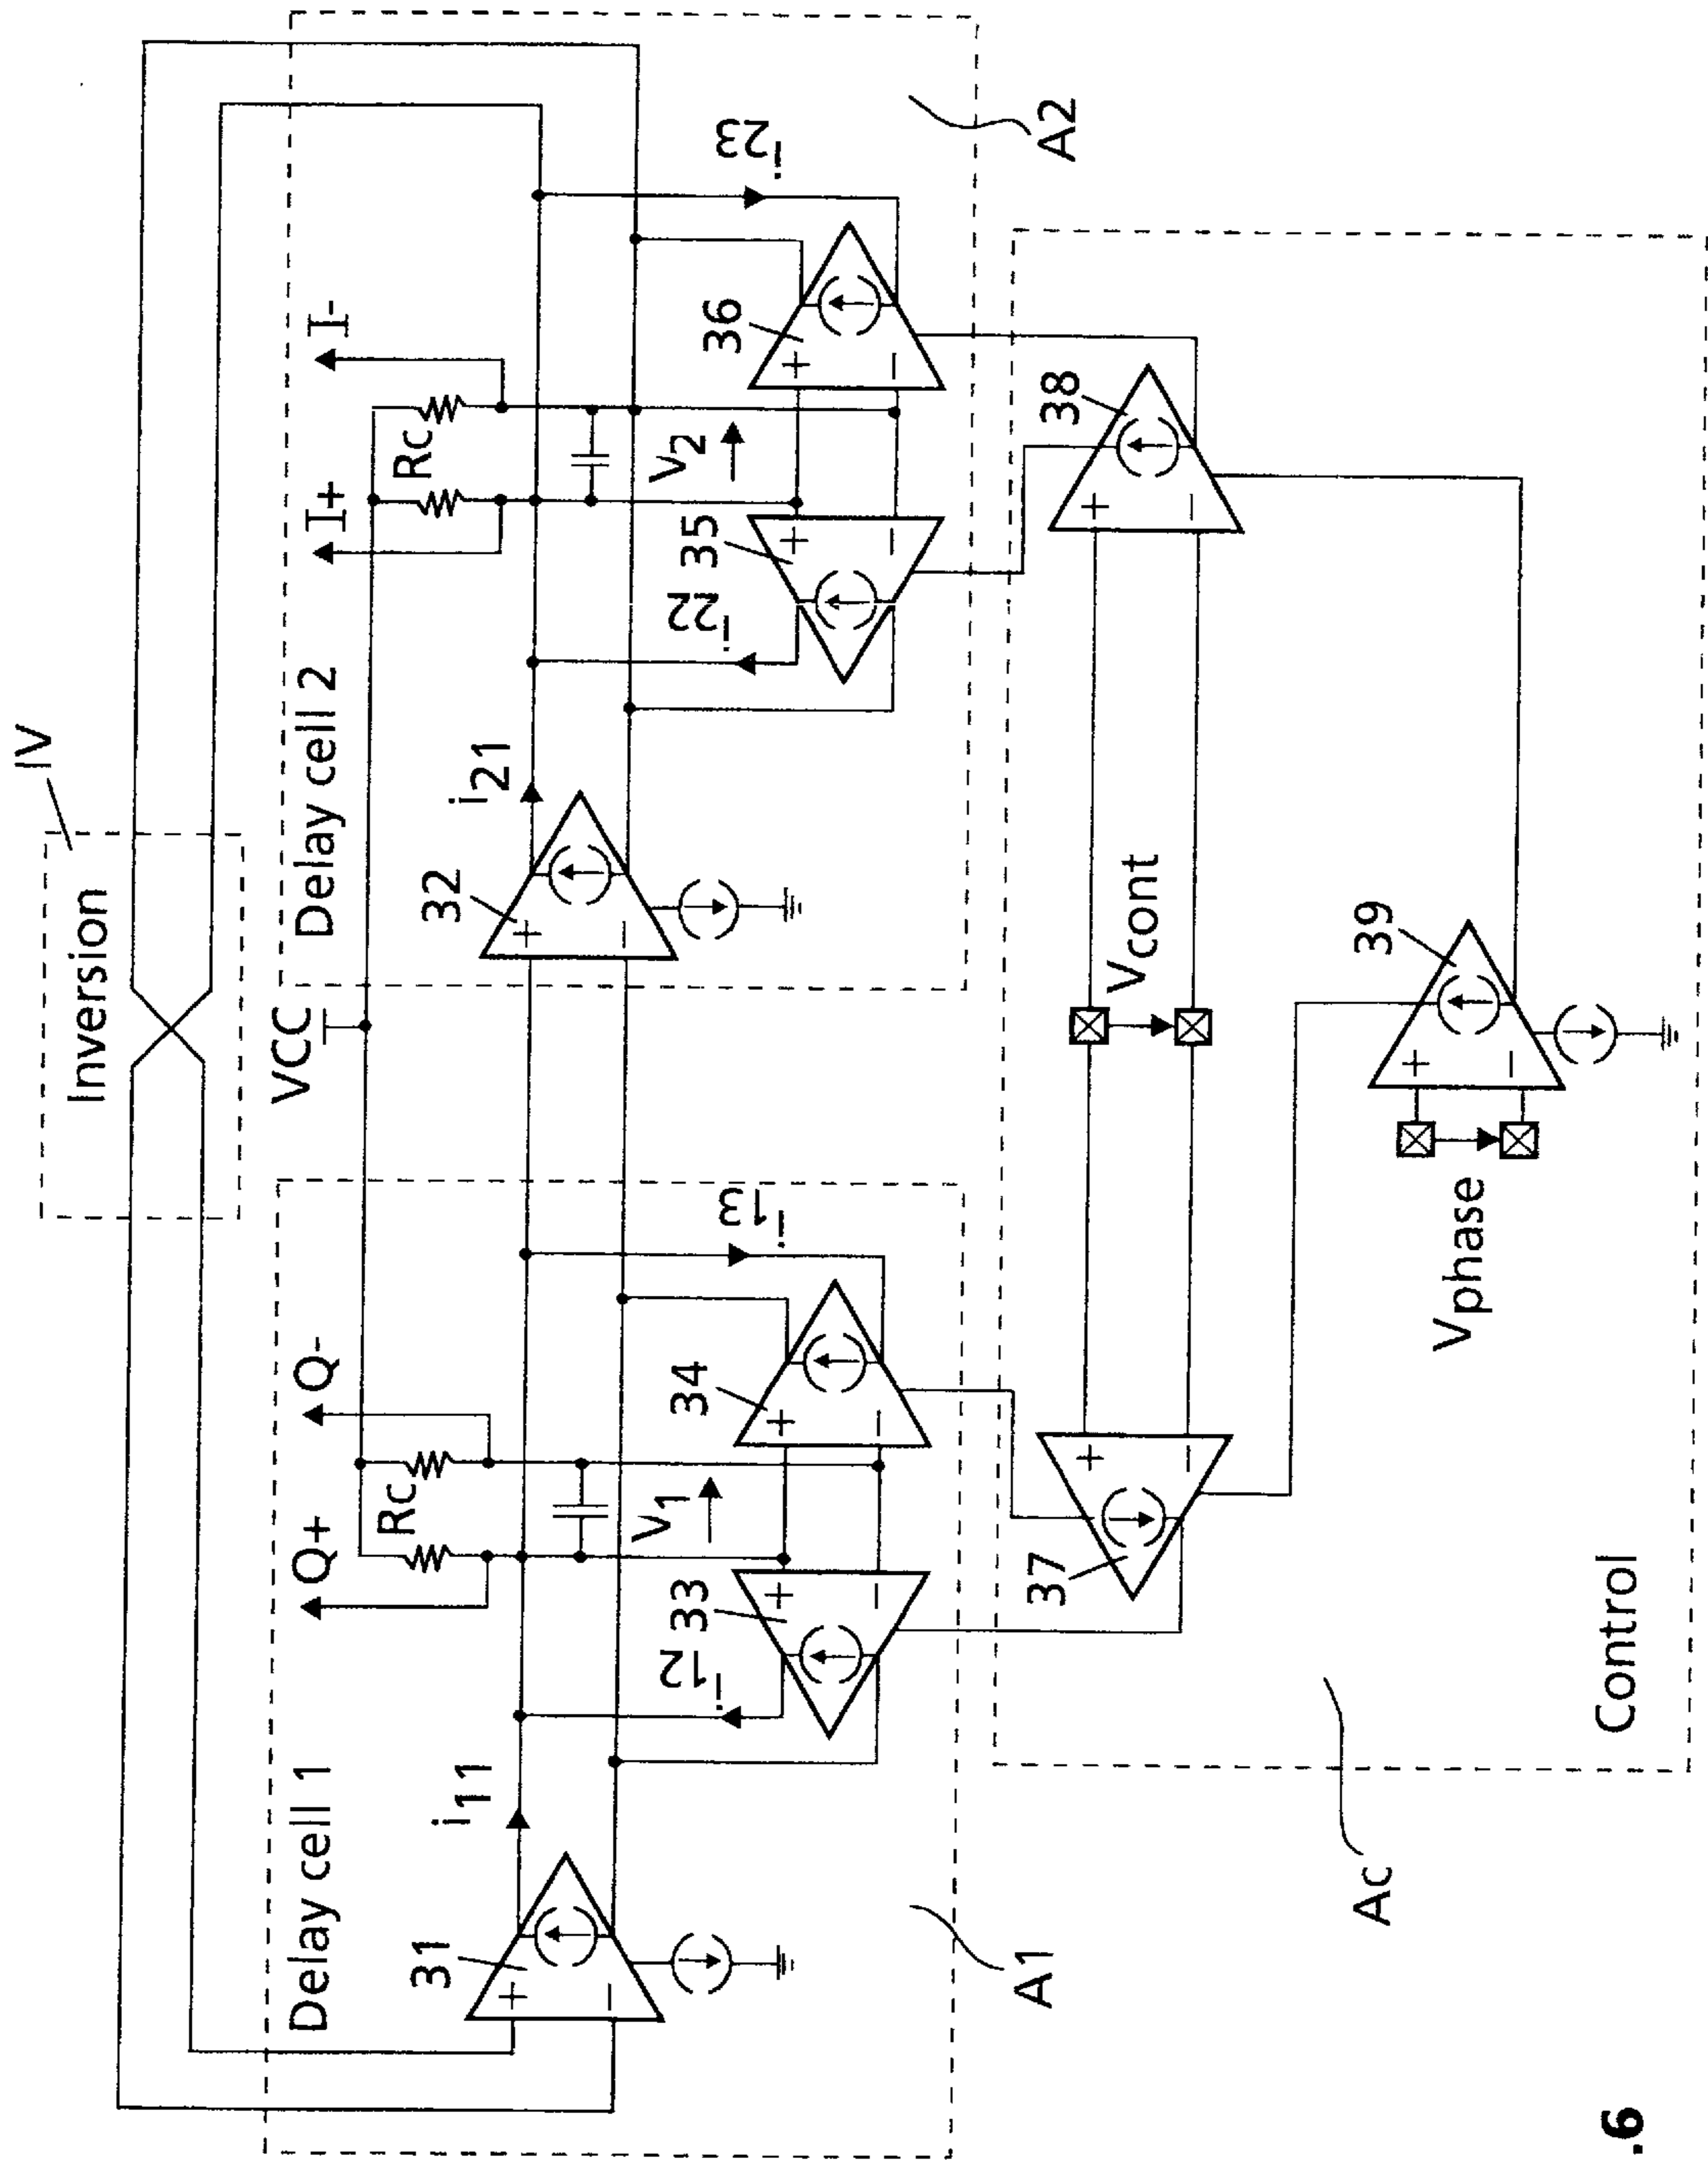 IV
Inversion
Delay cell 1
Q+
Q-
VCC
Delay cell 2
I+
I-
Rc
Rc
31
i11
32
i21
V1
V2
i12
33
34
i13
i22
35
36
i23
A1
A2
37
38
Vcont
Vphase
39
Ac
Control
.6
+
−
+
−
+
−
+
−
+
−
+
−
+
−
+
−
+
−